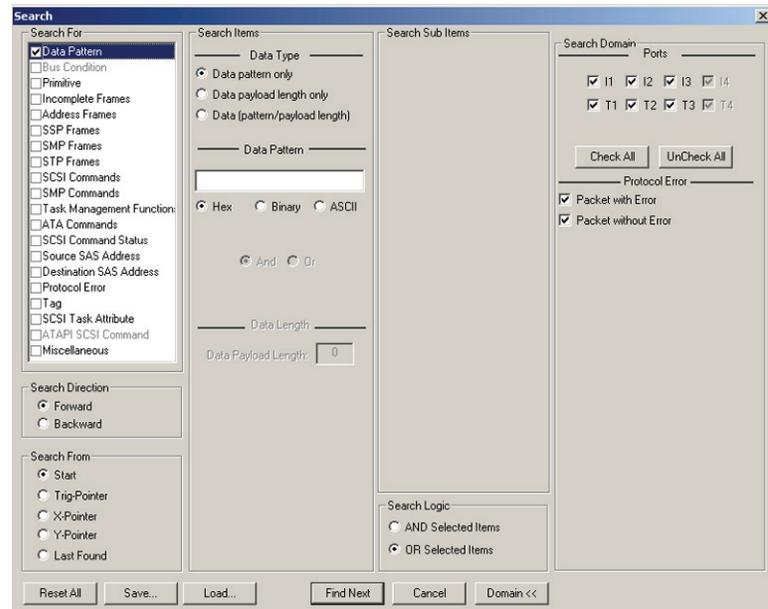 Search
Search For
Data Pattern
Bus Condition
Primitive
Incomplete Frames
Address Frames
SSP Frames
SMP Frames
STP Frames
SCSI Commands
SMP Commands
Task Management Function
ATA Commands
SCSI Command Status
Source SAS Address
Destination SAS Address
Protocol Error
Tag
SCSI Task Attribute
ATAPI SCSI Command
Miscellaneous
Search Direction
Forward
Backward
Search From
Start
Trig-Pointer
X-Pointer
Y-Pointer
Last Found
Search Items
Data Type
Data pattern only
Data payload length only
Data (pattern/payload length)
Data Pattern
Hex Binary ASCII
And Or
Data Length
Data Payload Length: 0
Search Sub Items
Search Logic
AND Selected Items
OR Selected Items
Search Domain
Ports
I1 I2 I3 I4
T1 T2 T3 T4
Check All UnCheck All
Protocol Error
Packet with Error
Packet without Error
Reset All Save... Load... Find Next Cancel Domain <<